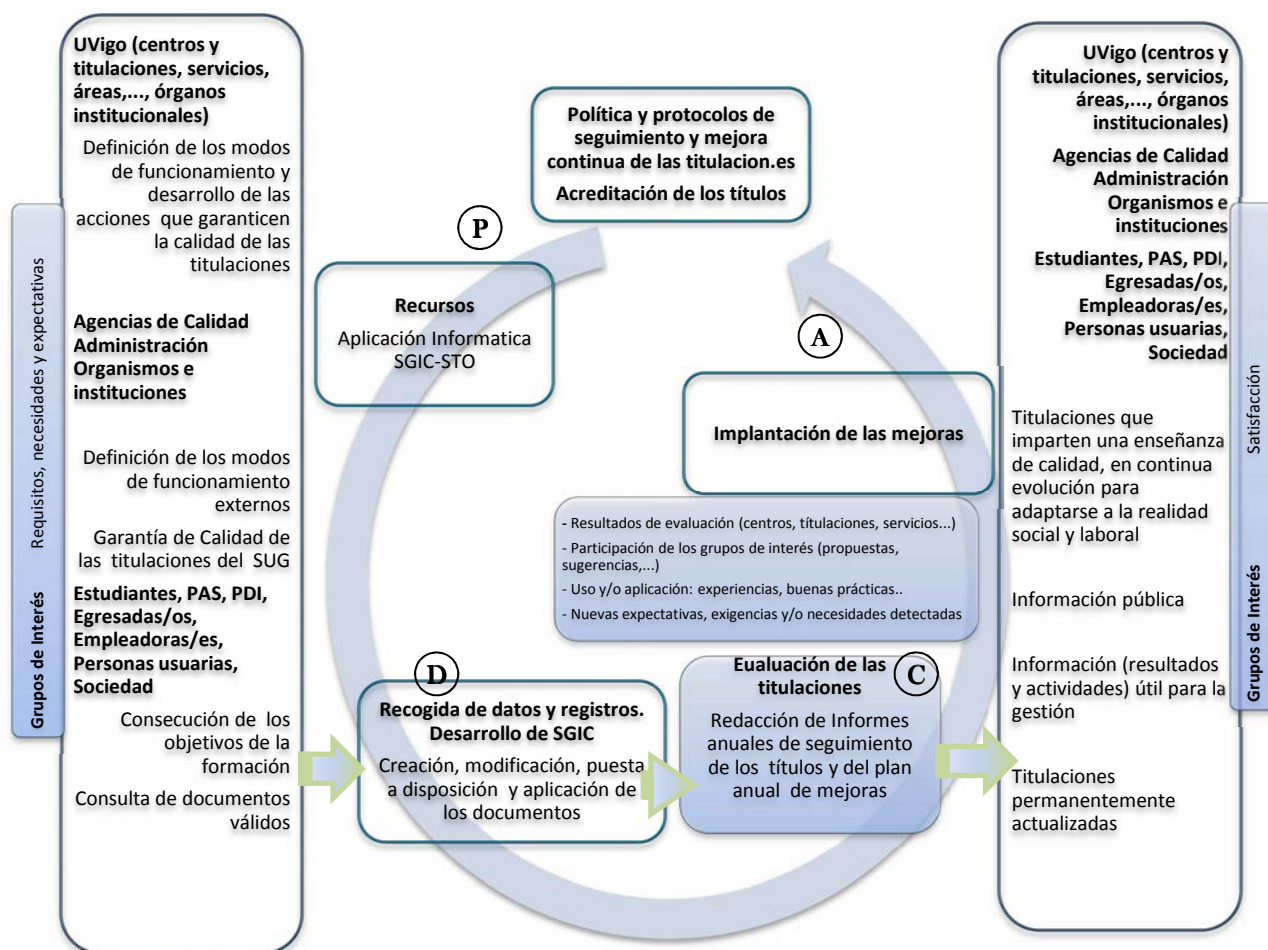 UVigo (centros y
titulaciones, servicios,
áreas,..., órganos
institucionales)
Definición de los modos
de funcionamiento y
desarrollo de las
acciones que garanticen
la calidad de las
titulaciones
Agencias de Calidad
Administración
Organismos e
instituciones
Definición de los modos
de funcionamiento
externos
Garantía de Calidad de
las titulaciones del SUG
Estudiantes, PAS, PDI,
Egresadas/os,
Empleadoras/es,
Personas usuarias,
Sociedad
Consecución de los
objetivos de la
formación
Consulta de documentos
válidos
Grupos de Interés
Requisitos, necesidades y expectativas
Política y protocolos de
seguimiento y mejora
continua de las titulacion.es
Acreditación de los títulos
P
Recursos
Aplicación Informatica
SGIC-STO
A
Implantación de las mejoras
- Resultados de evaluación (centros, títulaciones, servicios...)
- Participación de los grupos de interés (propuestas,
sugerencias,...)
- Uso y/o aplicación: experiencias, buenas prácticas..
- Nuevas expectativas, exigencias y/o necesidades detectadas
D
Recogida de datos y registros.
Desarrollo de SGIC
Creación, modificación, puesta
a disposición y aplicación de
los documentos
C
Eualuación de las
titulaciones
Redacción de Informes
anuales de seguimiento
de los títulos y del plan
anual de mejoras
UVigo (centros y
titulaciones, servicios,
áreas,..., órganos
institucionales)
Agencias de Calidad
Administración
Organismos e
instituciones
Estudiantes, PAS, PDI,
Egresadas/os,
Empleadoras/es,
Personas usuarias,
Sociedad
Titulaciones que
imparten una enseñanza
de calidad, en continua
evolución para
adaptarse a la realidad
social y laboral
Información pública
Información (resultados
y actividades) útil para la
gestión
Titulaciones
permanentemente
actualizadas
Grupos de Interés
Satisfacción